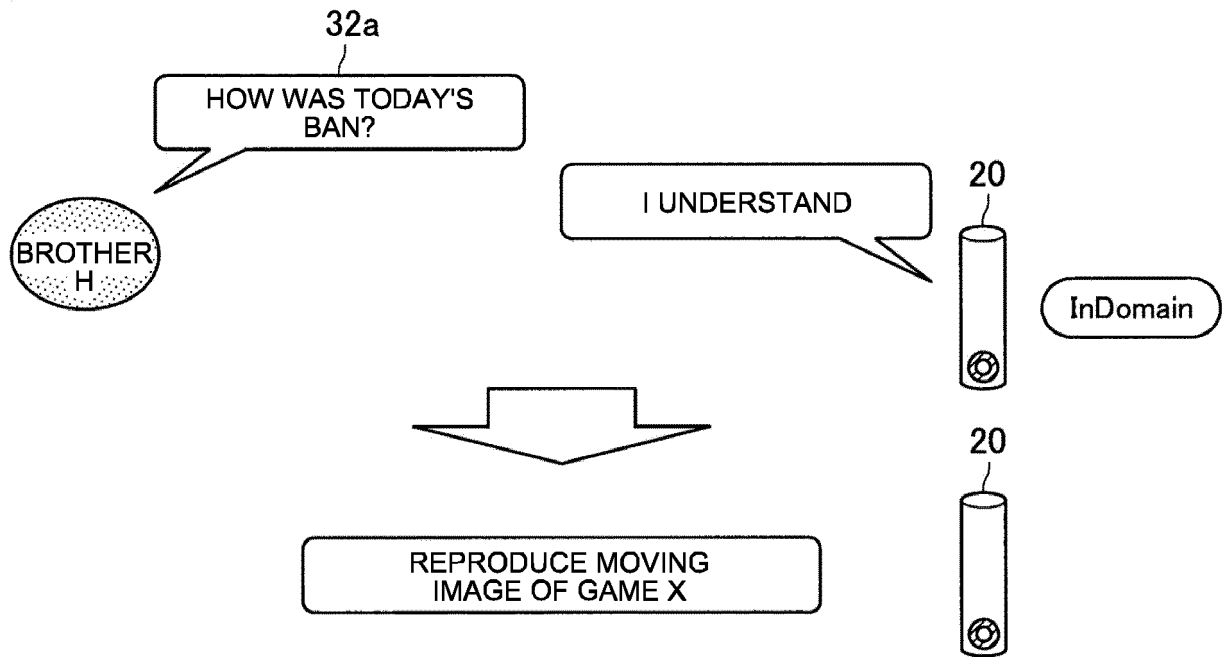 32a
HOW WAS TODAY'S
BAN?
I UNDERSTAND
20
BROTHER
H
InDomain
20
REPRODUCE MOVING
IMAGE OF GAME X